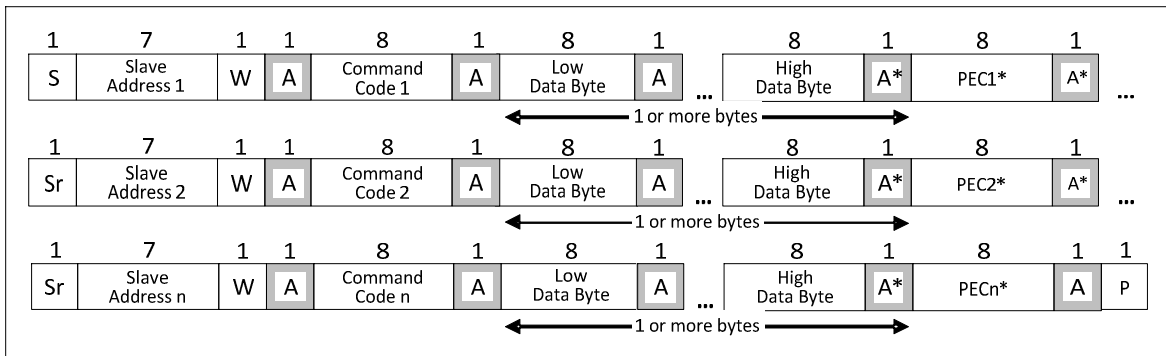 1 7 1 1 8 1 8 1 8 1 8 1
S Slave Address 1 W A Command Code 1 A Low Data Byte A ... High Data Byte A* PEC1* A* ...
1 or more bytes
1 7 1 1 8 1 8 1 8 1 8 1
Sr Slave Address 2 W A Command Code 2 A Low Data Byte A ... High Data Byte A* PEC2* A* ...
1 or more bytes
1 7 1 1 8 1 8 1 8 1 8 1 1
Sr Slave Address n W A Command Code n A Low Data Byte A ... High Data Byte A* PECn* A P
1 or more bytes